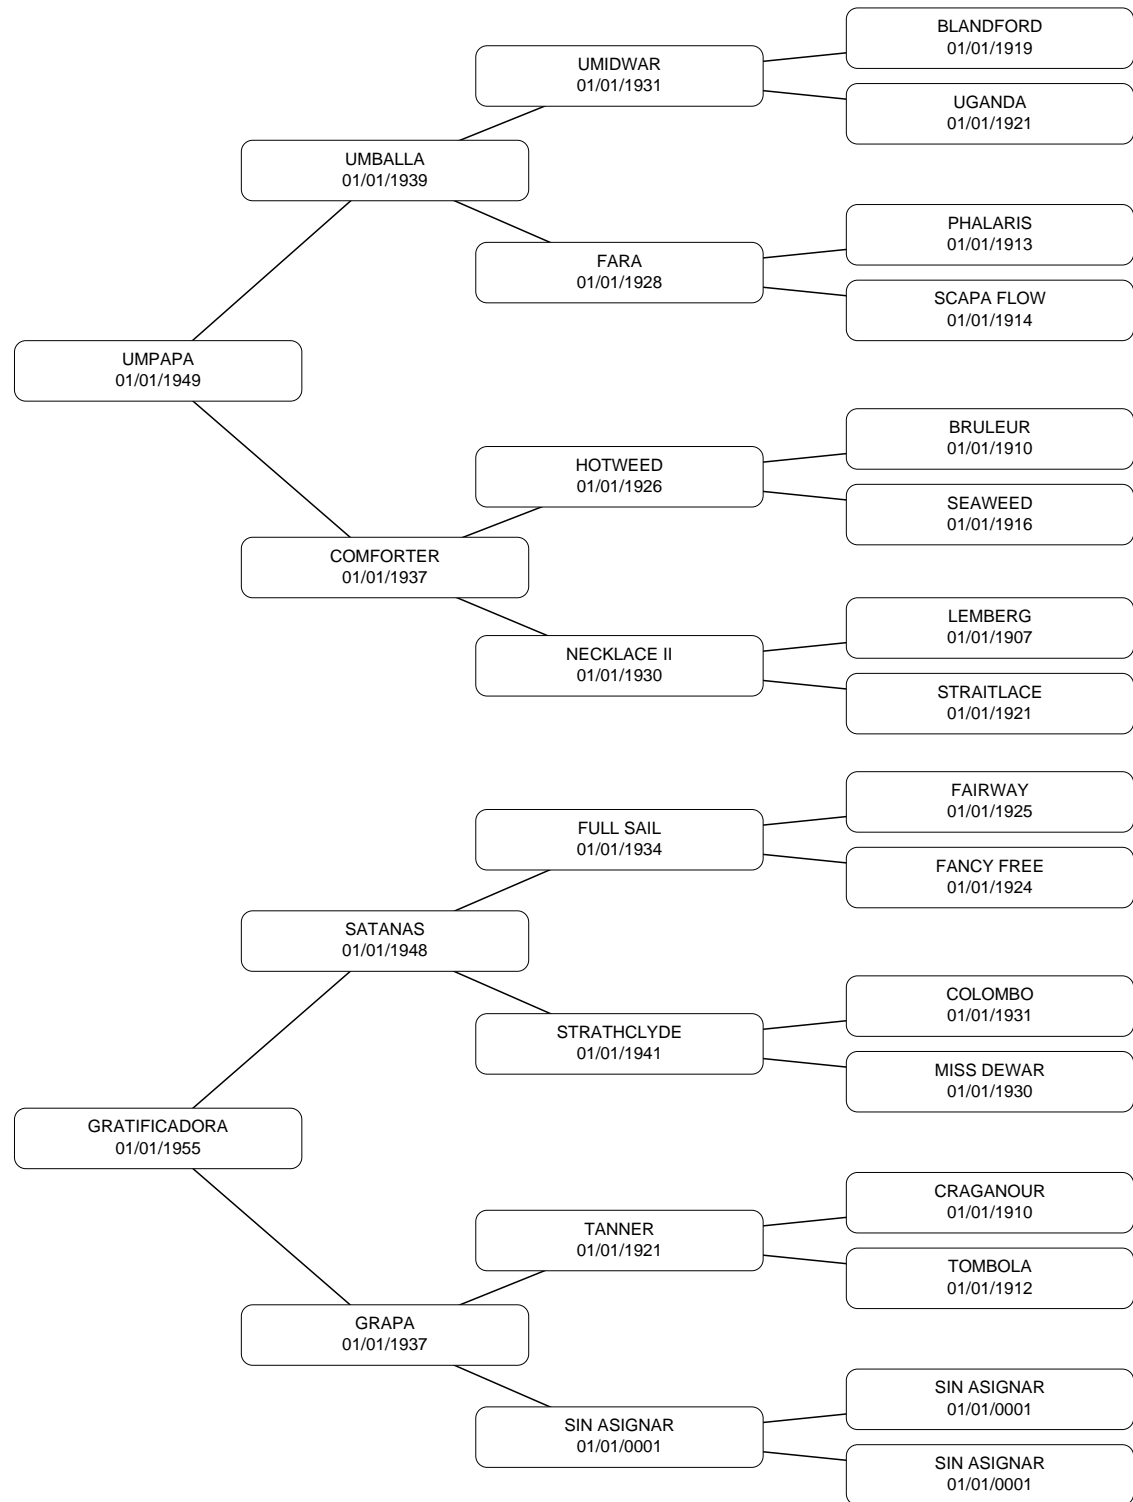 BLANDFORD
01/01/1919
UMIDWAR
01/01/1931
UGANDA
01/01/1921
UMBALLA
01/01/1939
PHALARIS
01/01/1913
FARA
01/01/1928
SCAPA FLOW
01/01/1914
UMPAPA
01/01/1949
BRULEUR
01/01/1910
HOTWEED
01/01/1926
SEAWEED
01/01/1916
COMFORTER
01/01/1937
LEMBERG
01/01/1907
NECKLACE II
01/01/1930
STRAITLACE
01/01/1921
FAIRWAY
01/01/1925
FULL SAIL
01/01/1934
FANCY FREE
01/01/1924
SATANAS
01/01/1948
COLOMBO
01/01/1931
STRATHCLYDE
01/01/1941
MISS DEWAR
01/01/1930
GRATIFICADORA
01/01/1955
CRAGANOUR
01/01/1910
TANNER
01/01/1921
TOMBOLA
01/01/1912
GRAPA
01/01/1937
SIN ASIGNAR
01/01/0001
SIN ASIGNAR
01/01/0001
SIN ASIGNAR
01/01/0001